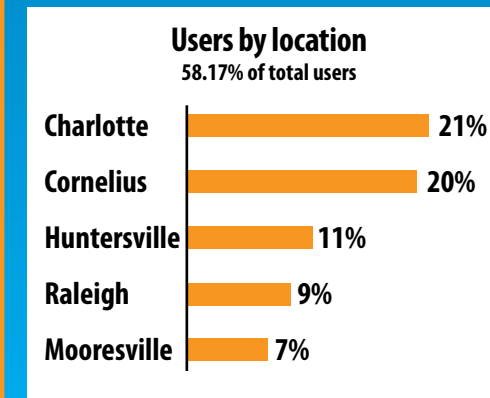 Users by location
58.17% of total users
Charlotte 21%
Cornelius 20%
Huntersville 11%
Raleigh 9%
Mooresville 7%